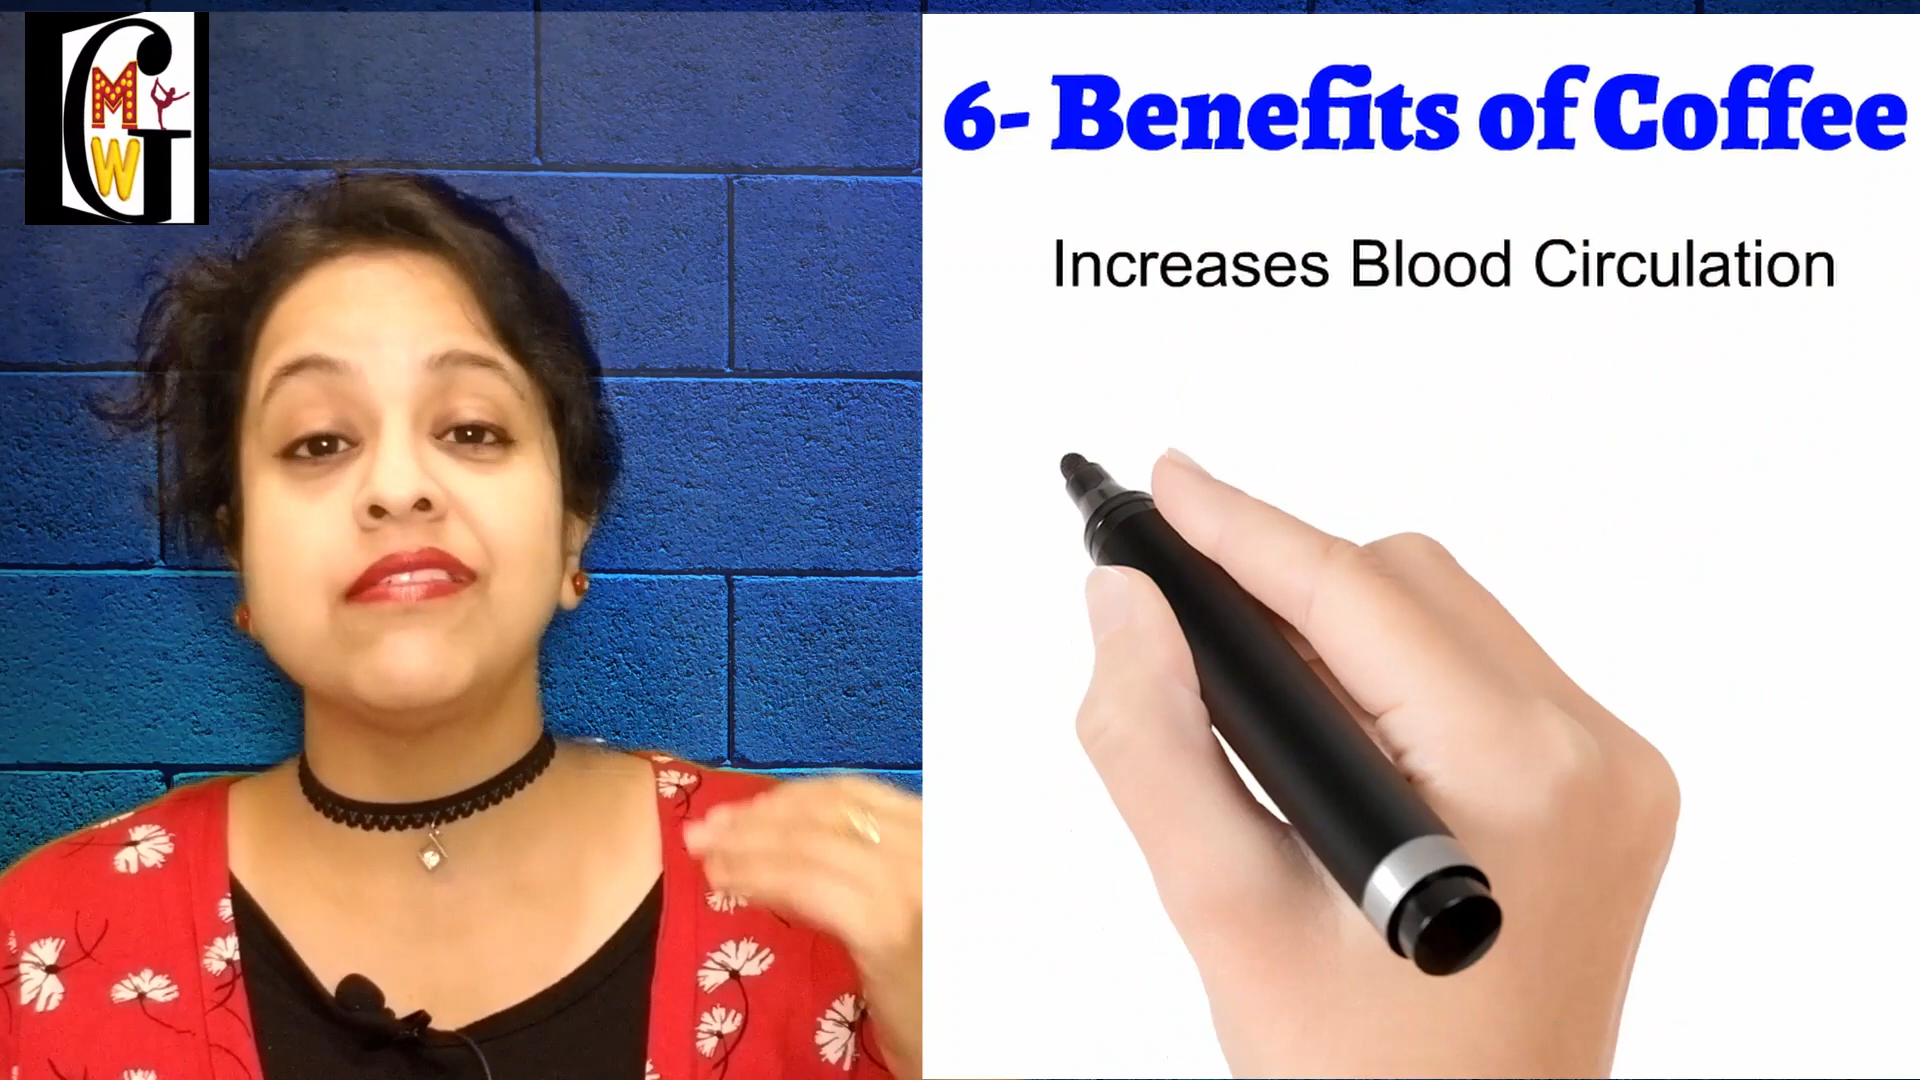 G
M
W
6- Benefits of Coffee
Increases Blood Circulation